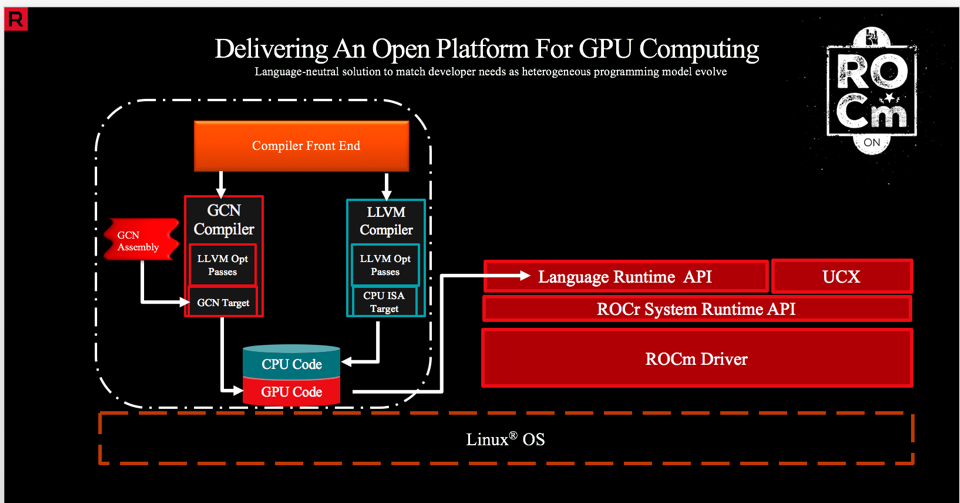 R
Delivering An Open Platform For GPU Computing
Language-neutral solution to match developer needs as heterogeneous programming model evolve
RO
Cm
ON
Compiler Front End
GCN
Compiler
LLVM Opt
Passes
GCN Target
GCN
Assembly
LLVM
Compiler
LLVM Opt
Passes
CPU ISA
Target
CPU Code
GPU Code
Language Runtime API
UCX
ROCr System Runtime API
ROCm Driver
Linux® OS